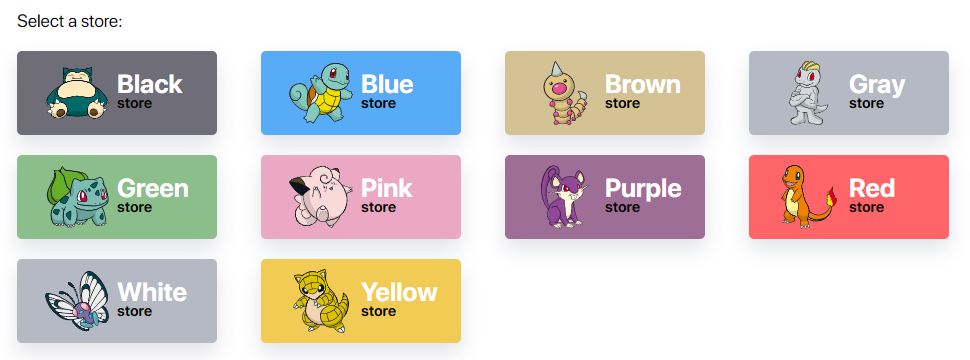 Select a store:
Black
store
Blue
store
Brown
store
Gray
store
Green
store
Pink
store
Purple
store
Red
store
White
store
Yellow
store